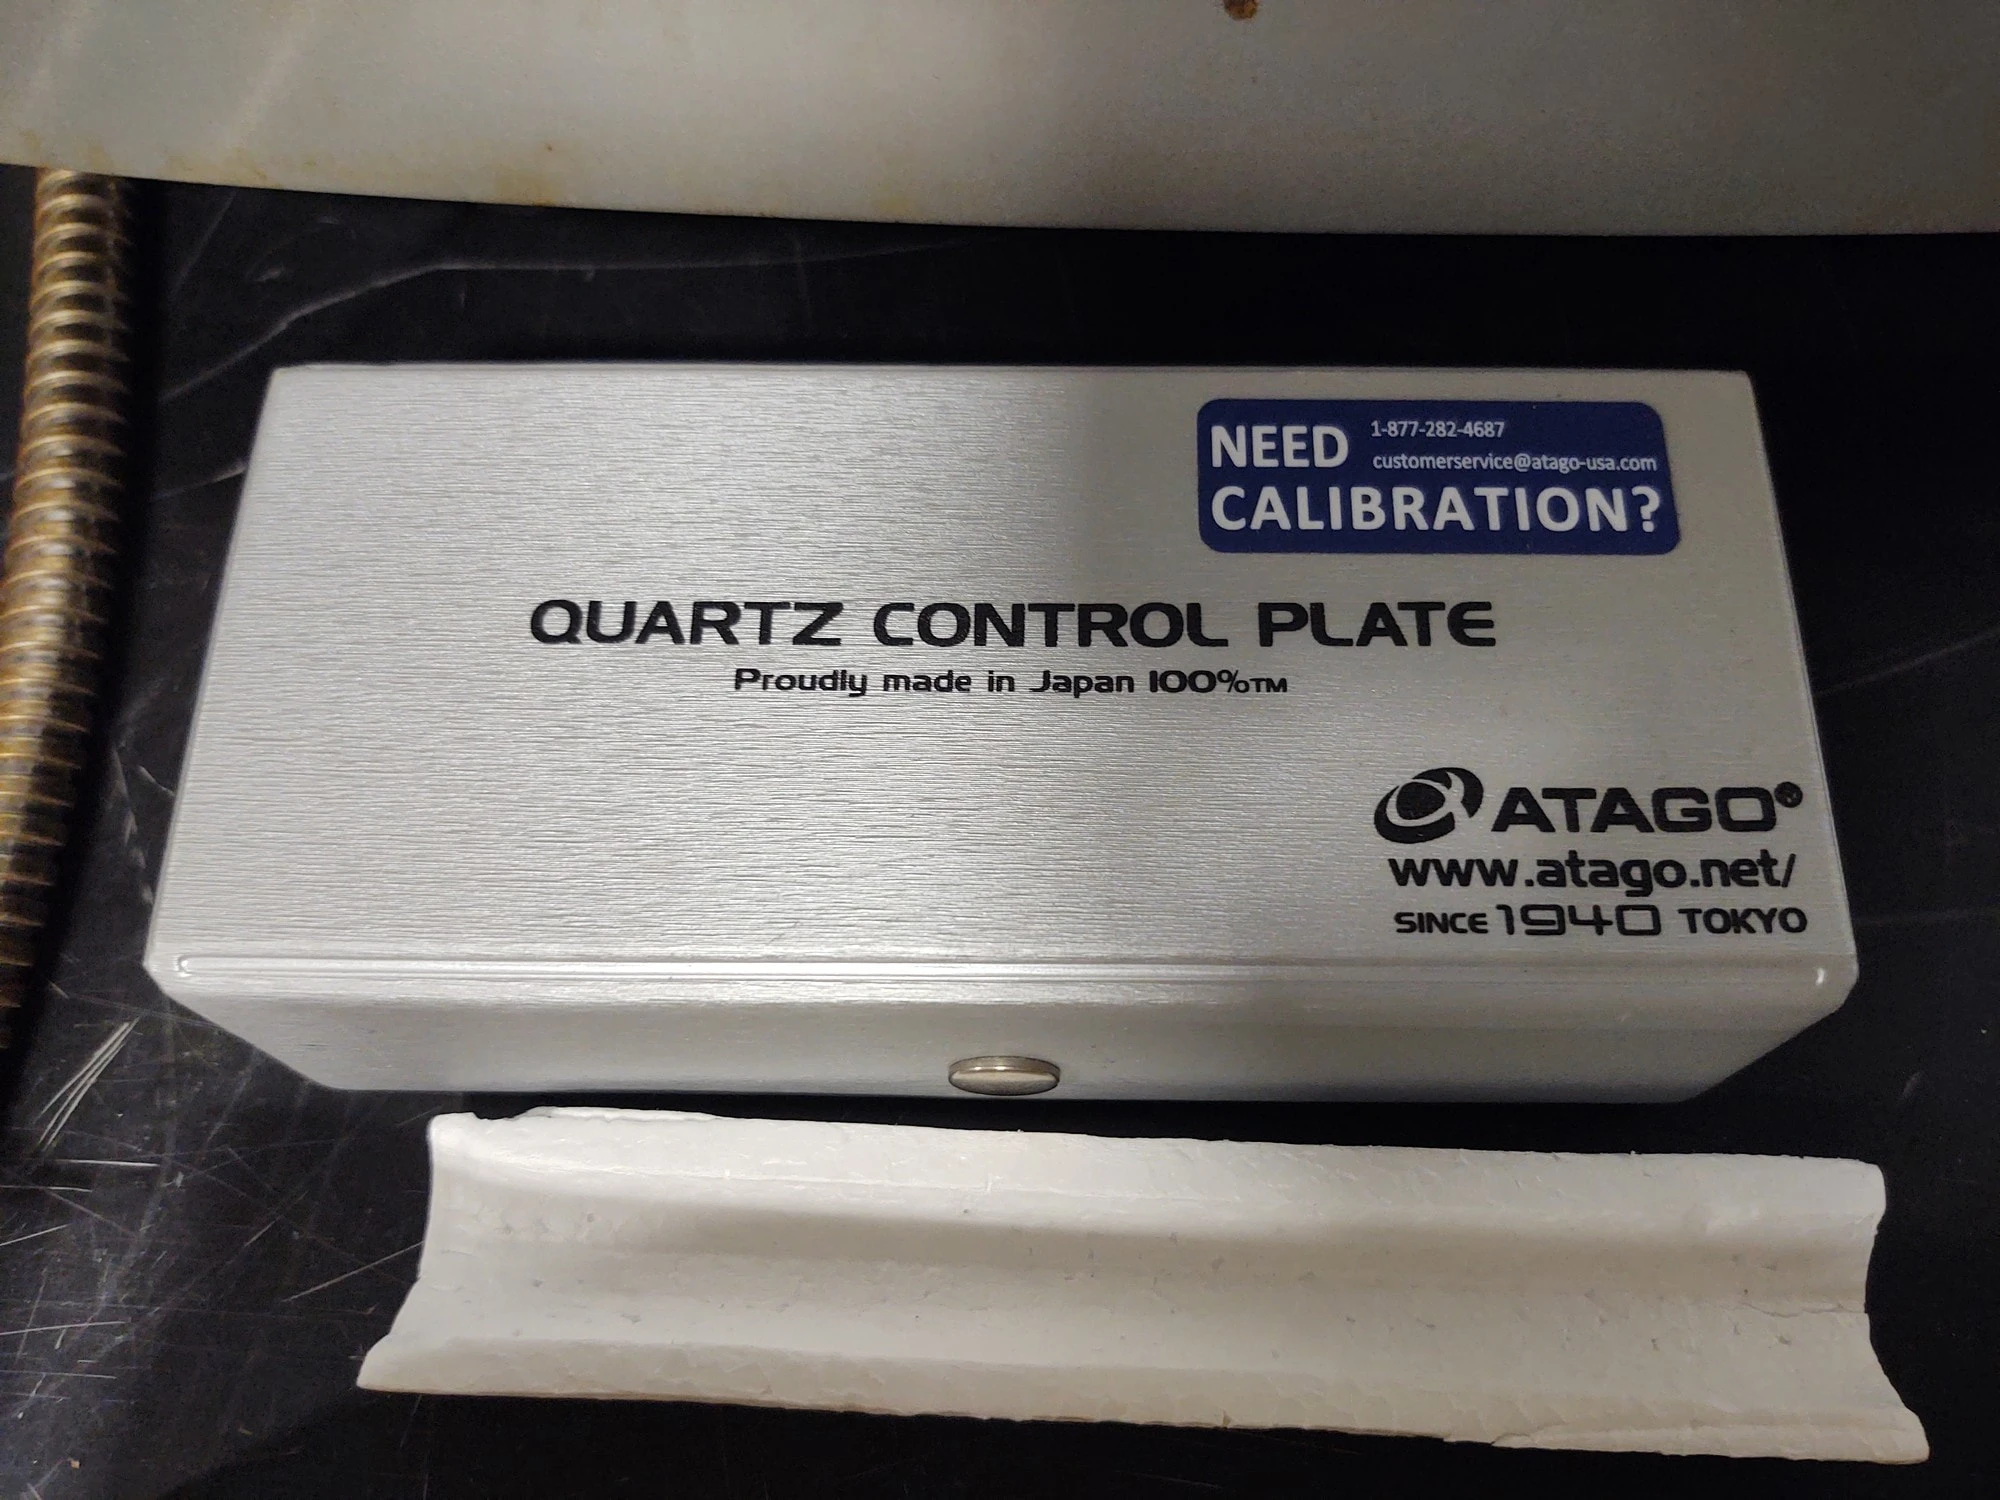 NEED 1-877-282-4687
customerservice@atago-usa.com
CALIBRATION?
QUARTZ CONTROL PLATE
Proudly made in Japan 100%™
ATAGO®
www.atago.net/
SINCE 1940 TOKYO